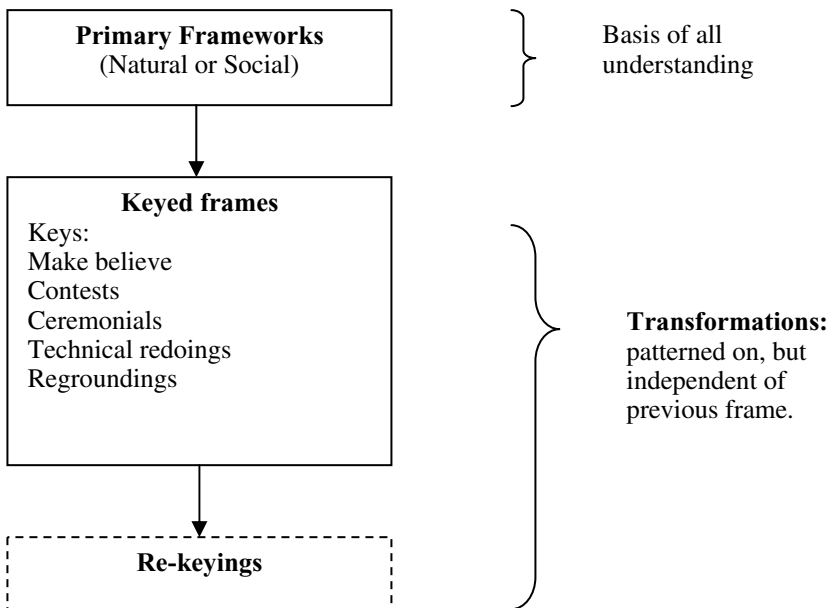 Primary Frameworks
(Natural or Social)
Basis of all
understanding
Keyed frames
Keys:
Make believe
Contests
Ceremonials
Technical redoings
Regroundings
Transformations:
patterned on, but
independent of
previous frame.
Re-keyings